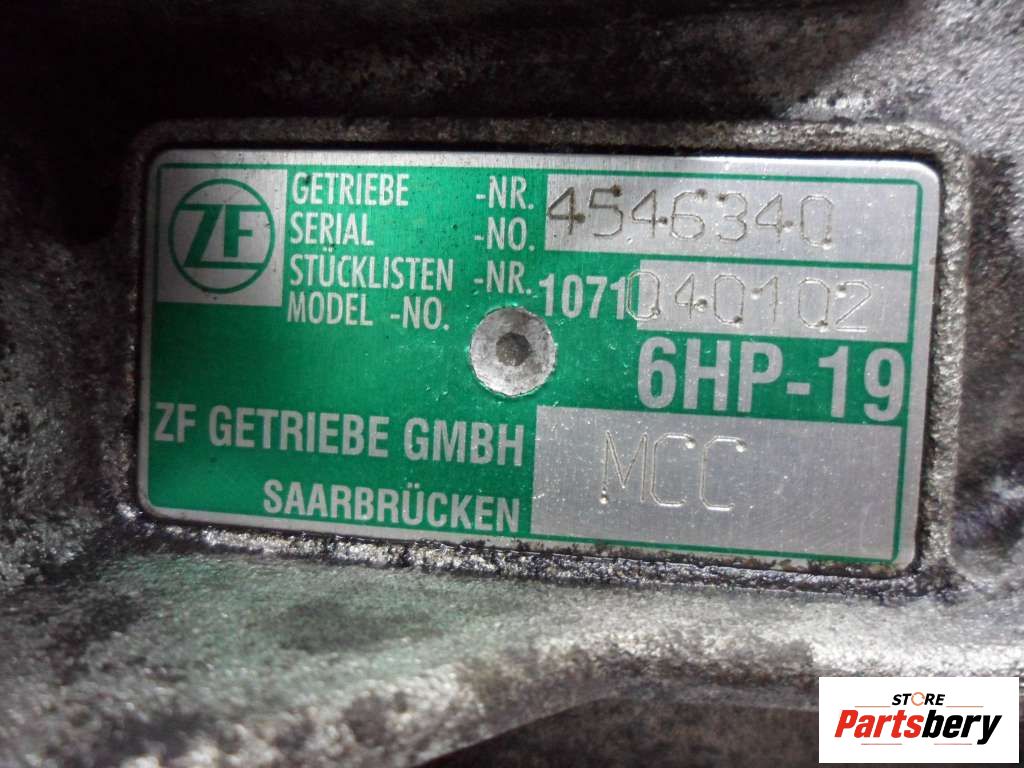 ZF
GETRIEBE -NR. 4546340
SERIAL -NO.
STÜCKLISTEN -NR. 1071040102
MODEL -NO.
6HP-19
ZF GETRIEBE GMBH MCC
SAARBRÜCKEN
STORE
Partsbery